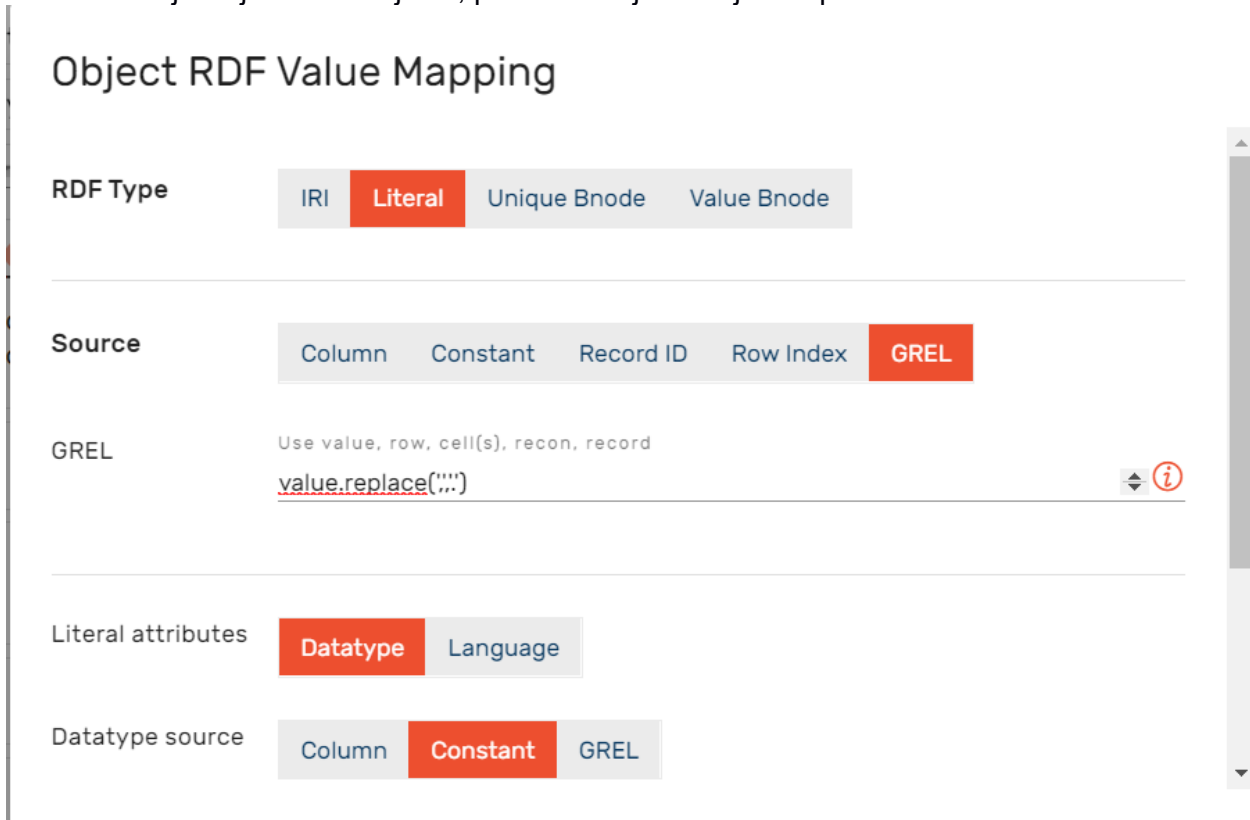 Object RDF Value Mapping
RDF Type IRI Literal Unique Bnode Value Bnode
Source Column Constant Record ID Row Index GREL
Use value, row, cell(s), recon, record
GREL
value.replace(',','.')
Literal attributes Datatype Language
Datatype source Column Constant GREL